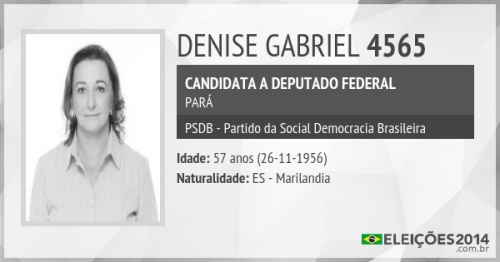 DENISE GABRIEL 4565
CANDIDATA A DEPUTADO FEDERAL
PARÁ
PSDB - Partido da Social Democracia Brasileira
Idade: 57 anos (26-11-1956)
Naturalidade: ES - Marilandia
ELEIÇÕES2014
.com.br